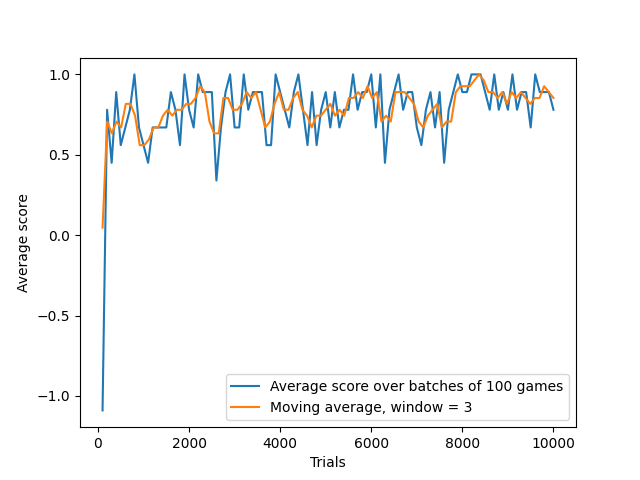 1.0
0.5
0.0
−0.5
−1.0
Average score
Average score over batches of 100 games
Moving average, window = 3
0 2000 4000 6000 8000 10000
Trials